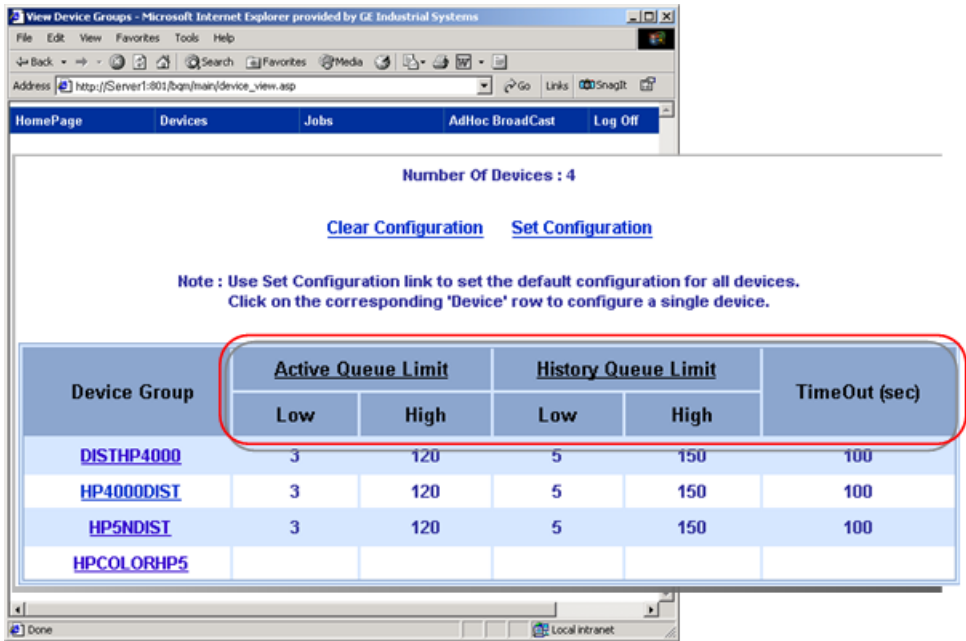 View Device Groups - Microsoft Internet Explorer provided by GE Industrial Systems
File Edit View Favorites Tools Help
Back Search Favorites Media
Address http://Server1:801/bqm/main/device_view.asp Go Links SnagIt
HomePage Devices Jobs AdHoc BroadCast Log Off
Number Of Devices : 4
Clear Configuration Set Configuration
Note : Use Set Configuration link to set the default configuration for all devices.
Click on the corresponding 'Device' row to configure a single device.
Device Group Active Queue Limit History Queue Limit TimeOut (sec)
Low High Low High
DISTHP4000 3 120 5 150 100
HP4000DIST 3 120 5 150 100
HP5NDIST 3 120 5 150 100
HPCOLORHP5
Done Local intranet